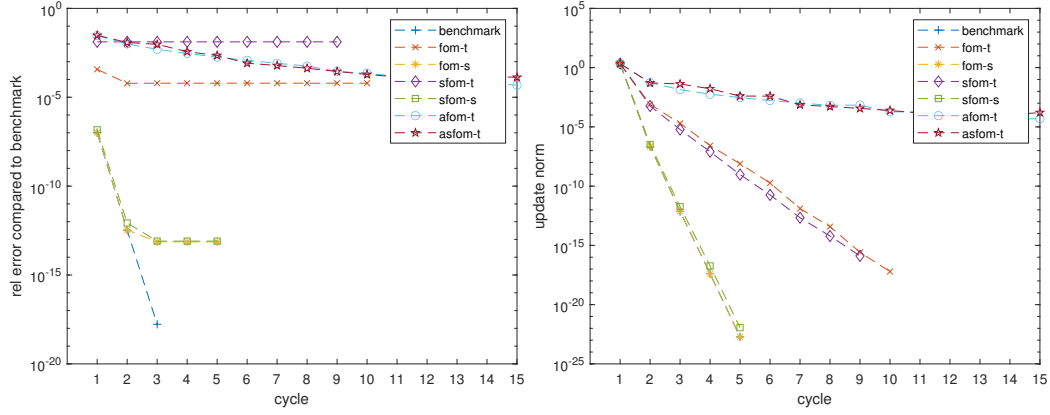 rel error compared to benchmark
10^0
10^-5
10^-10
10^-15
10^-20
1 2 3 4 5 6 7 8 9 10 11 12 13 14 15
cycle
benchmark
fom-t
fom-s
sfom-t
sfom-s
afom-t
asfom-t
update norm
10^5
10^0
10^-5
10^-10
10^-15
10^-20
10^-25
1 2 3 4 5 6 7 8 9 10 11 12 13 14 15
cycle
benchmark
fom-t
fom-s
sfom-t
sfom-s
afom-t
asfom-t